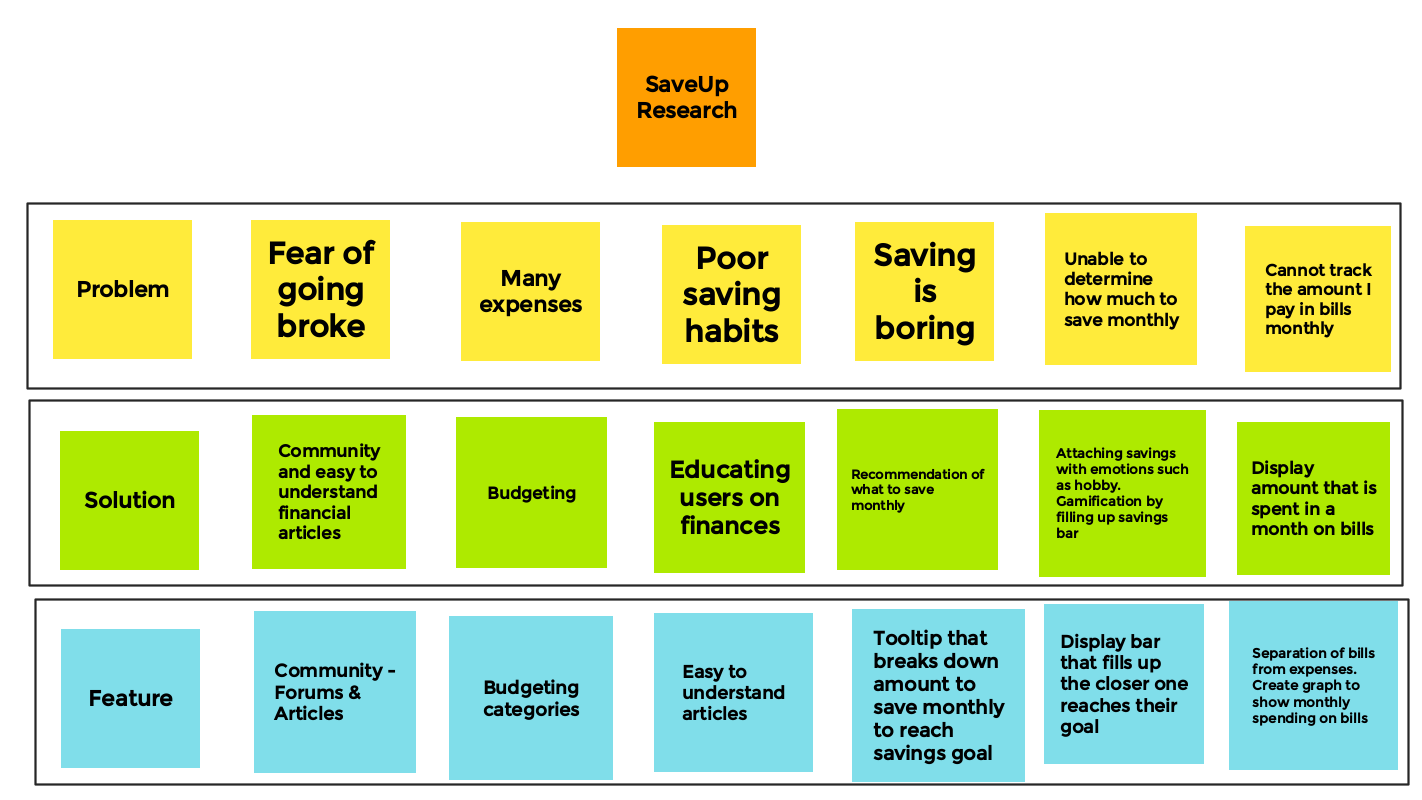 SaveUp
Research
Problem
Fear of
going
broke
Many
expenses
Poor
saving
habits
Saving
is
boring
Unable to
determine
how much to
save monthly
Cannot track
the amount I
pay in bills
monthly
Solution
Community
and easy to
understand
financial
articles
Budgeting
Educating
users on
finances
Recommendation of
what to save
monthly
Attaching savings
with emotions such
as hobby.
Gamification by
filling up savings
bar
Display
amount that is
spent in a
month on bills
Feature
Community -
Forums &
Articles
Budgeting
categories
Easy to
understand
articles
Tooltip that
breaks down
amount to
save monthly
to reach
savings goal
Display bar
that fills up
the closer one
reaches their
goal
Separation of bills
from expenses.
Create graph to
show monthly
spending on bills